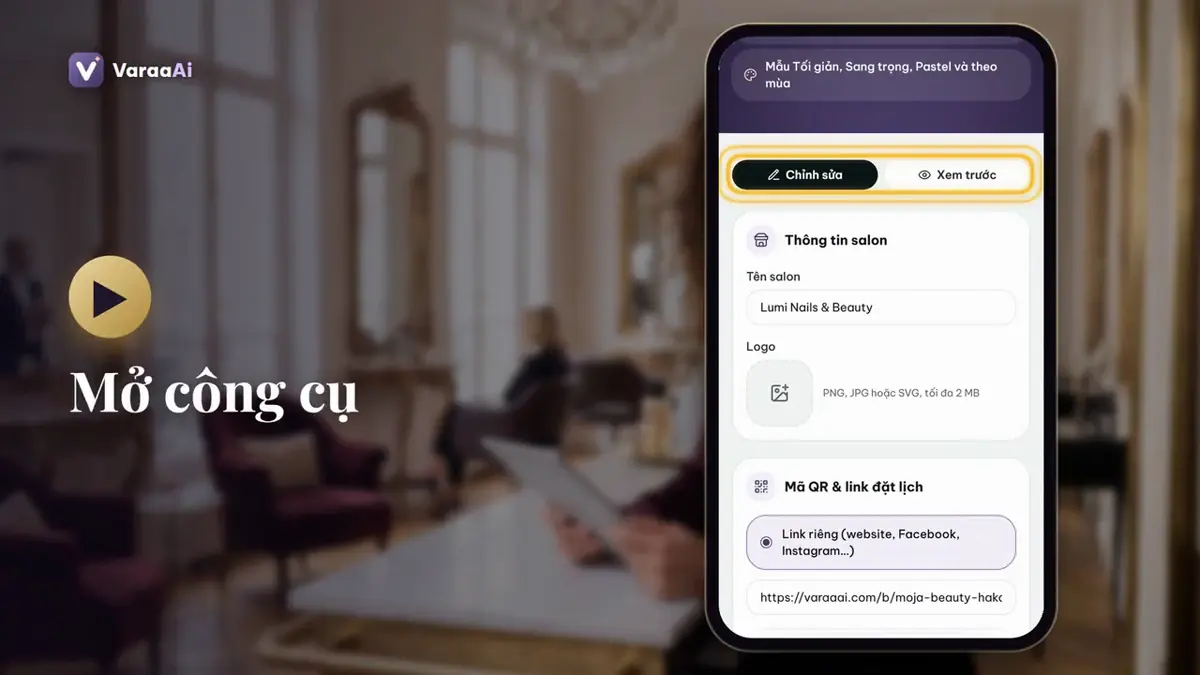 VaraaAi
Mở công cụ
Mẫu Tối giản, Sang trọng, Pastel và theo
mùa
Chỉnh sửa
Xem trước
Thông tin salon
Tên salon
Lumi Nails & Beauty
Logo
PNG, JPG hoặc SVG, tối đa 2 MB
Mã QR & link đặt lịch
Link riêng (website, Facebook,
Instagram...)
https://varaaai.com/b/moja-beauty-hako